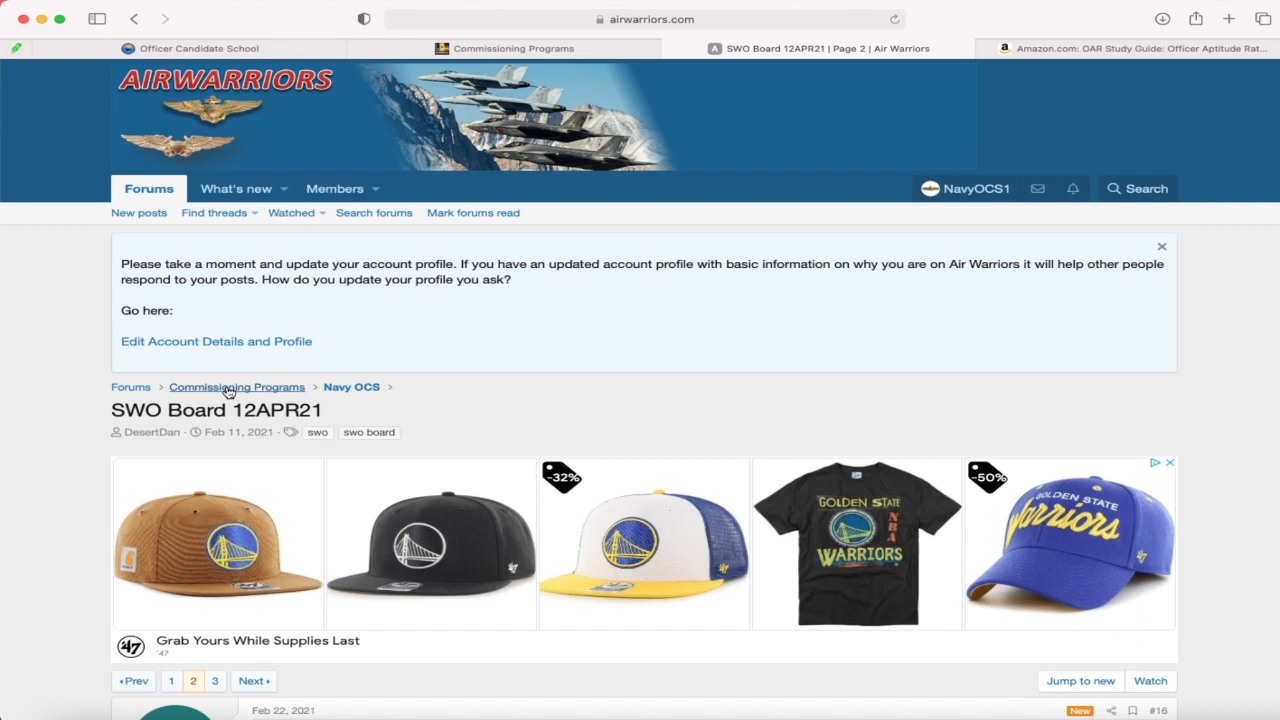 airwarriors.com
Officer Candidate School
Commissioning Programs
A SWO Board 12APR21 | Page 2 | Air Warriors
a Amazon.com: OAR Study Guide: Officer Aptitude Rat...
AIRWARRIORS
Forums What's new Members NavyOCS1 Search
New posts Find threads Watched Search forums Mark forums read
Please take a moment and update your account profile. If you have an updated account profile with basic information on why you are on Air Warriors it will help other people
respond to your posts. How do you update your profile you ask?
Go here:
Edit Account Details and Profile
Forums > Commissioning Programs > Navy OCS >
SWO Board 12APR21
DesertDan · Feb 11, 2021 · swo swo board
-32%
-50%
GOLDEN STATE
NBA
WARRIORS
GOLDEN STATE
Warriors
'47 Grab Yours While Supplies Last
'47
Prev 1 2 3 Next Jump to new Watch
Feb 22, 2021 New #16